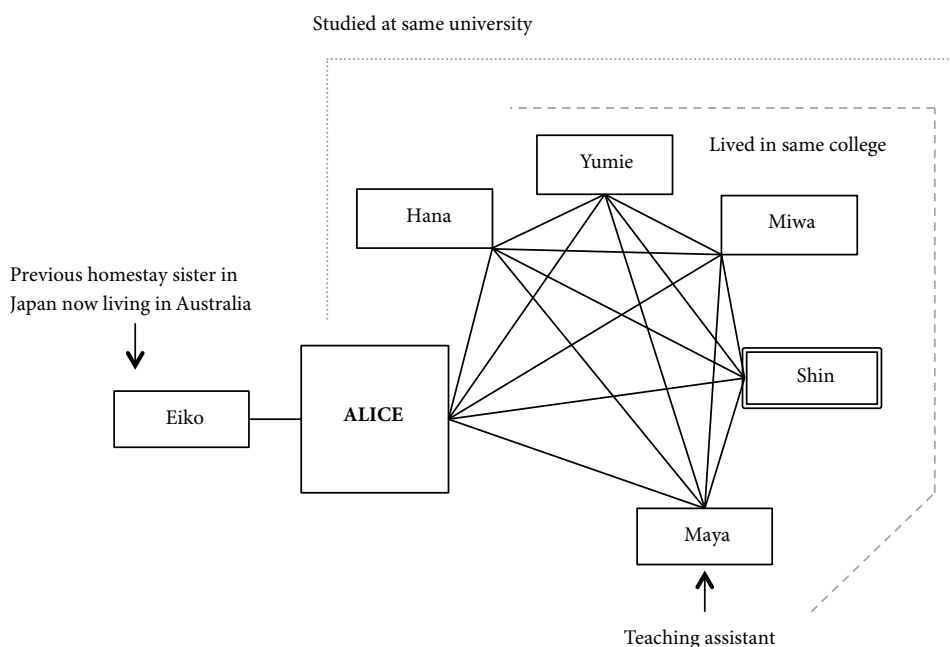 Studied at same university
Lived in same college
Yumie
Hana
Miwa
Previous homestay sister in
Japan now living in Australia
Shin
Eiko
ALICE
Maya
Teaching assistant